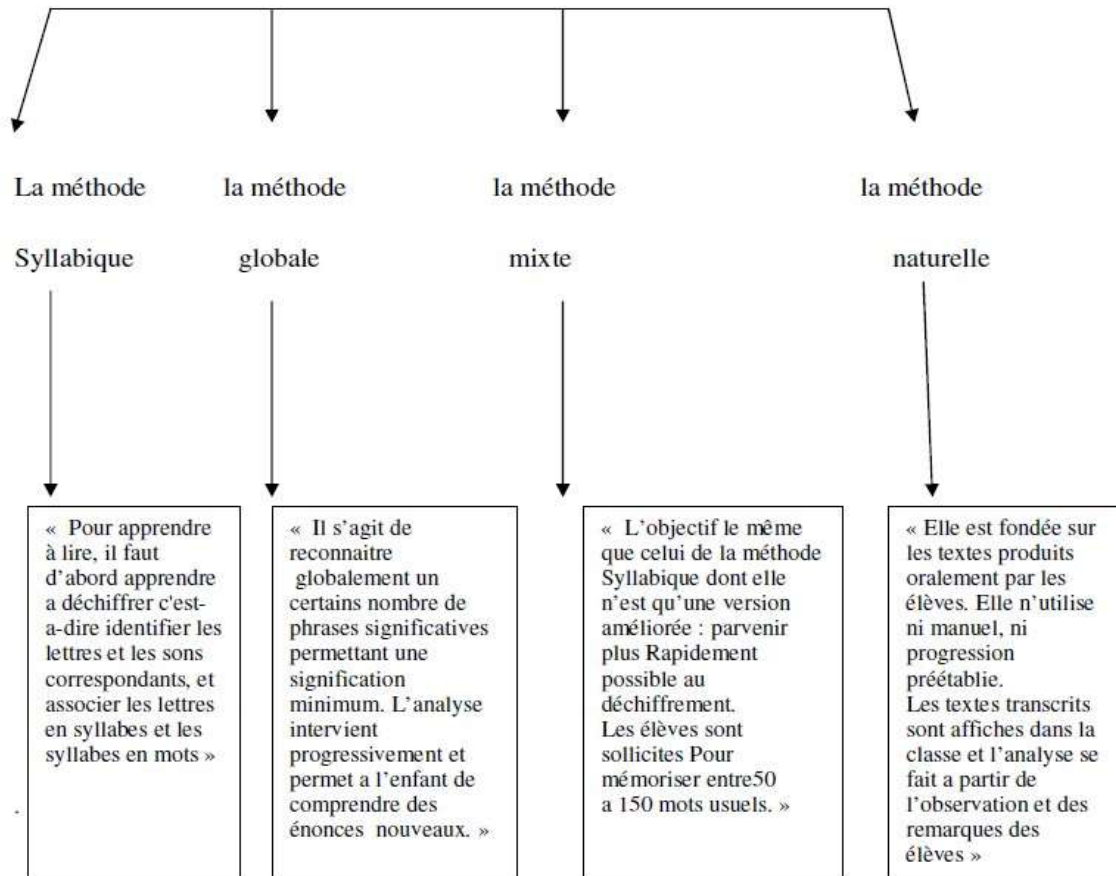 La méthode
Syllabique
la méthode
globale
la méthode
mixte
la méthode
naturelle
« Pour apprendre
à lire, il faut
d'abord apprendre
a déchiffrer c'est-
a-dire identifier les
lettres et les sons
correspondants, et
associer les lettres
en syllabes et les
syllabes en mots »
« Il s'agit de
reconnaitre
globalement un
certains nombre de
phrases significatives
permettant une
signification
minimum. L'analyse
intervient
progressivement et
permet a l'enfant de
comprendre des
énonces nouveaux. »
« L'objectif le même
que celui de la méthode
Syllabique dont elle
n'est qu'une version
améliorée : parvenir
plus Rapidement
possible au
déchiffrement.
Les élèves sont
sollicites Pour
mémoriser entre50
a 150 mots usuels. »
« Elle est fondée sur
les textes produits
oralement par les
élèves. Elle n'utilise
ni manuel, ni
progression
préétablie.
Les textes transcrits
sont affiches dans la
classe et l'analyse se
fait a partir de
l'observation et des
remarques des
élèves »